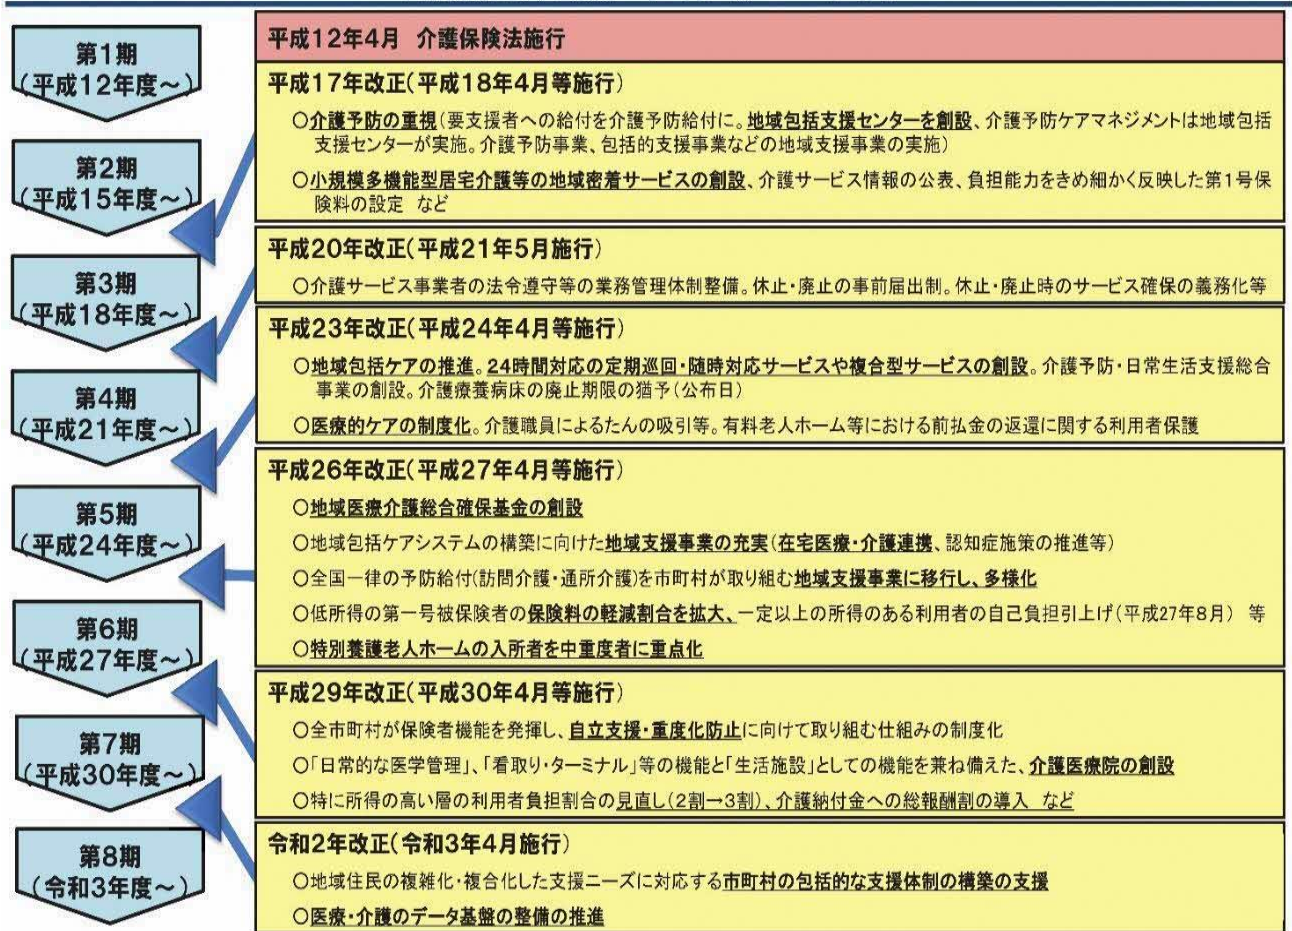 第1期
(平成12年度～)
第2期
(平成15年度～)
第3期
(平成18年度～)
第4期
(平成21年度～)
第5期
(平成24年度～)
第6期
(平成27年度～)
第7期
(平成30年度～)
第8期
(令和3年度～)
平成12年4月 介護保険法施行
平成17年改正(平成18年4月等施行)
○介護予防の重視(要支援者への給付を介護予防給付に。地域包括支援センターを創設、介護予防ケアマネジメントは地域包括
支援センターが実施。介護予防事業、包括的支援事業などの地域支援事業の実施)
○小規模多機能型居宅介護等の地域密着サービスの創設、介護サービス情報の公表、負担能力をきめ細かく反映した第1号保
険料の設定 など
平成20年改正(平成21年5月施行)
○介護サービス事業者の法令遵守等の業務管理体制整備。休止・廃止の事前届出制。休止・廃止時のサービス確保の義務化等
平成23年改正(平成24年4月等施行)
○地域包括ケアの推進。24時間対応の定期巡回・随時対応サービスや複合型サービスの創設。介護予防・日常生活支援総合
事業の創設。介護療養病床の廃止期限の猶予(公布日)
○医療的ケアの制度化。介護職員によるたんの吸引等。有料老人ホーム等における前払金の返還に関する利用者保護
平成26年改正(平成27年4月等施行)
○地域医療介護総合確保基金の創設
○地域包括ケアシステムの構築に向けた地域支援事業の充実(在宅医療・介護連携、認知症施策の推進等)
○全国一律の予防給付(訪問介護・通所介護)を市町村が取り組む地域支援事業に移行し、多様化
○低所得の第一号被保険者の保険料の軽減割合を拡大、一定以上の所得のある利用者の自己負担引上げ(平成27年8月) 等
○特別養護老人ホームの入所者を中重度者に重点化
平成29年改正(平成30年4月等施行)
○全市町村が保険者機能を発揮し、自立支援・重度化防止に向けて取り組む仕組みの制度化
○「日常的な医学管理」、「看取り・ターミナル」等の機能と「生活施設」としての機能を兼ね備えた、介護医療院の創設
○特に所得の高い層の利用者負担割合の見直し(2割→3割)、介護納付金への総報酬割の導入 など
令和2年改正(令和3年4月施行)
○地域住民の複雑化・複合化した支援ニーズに対応する市町村の包括的な支援体制の構築の支援
○医療・介護のデータ基盤の整備の推進